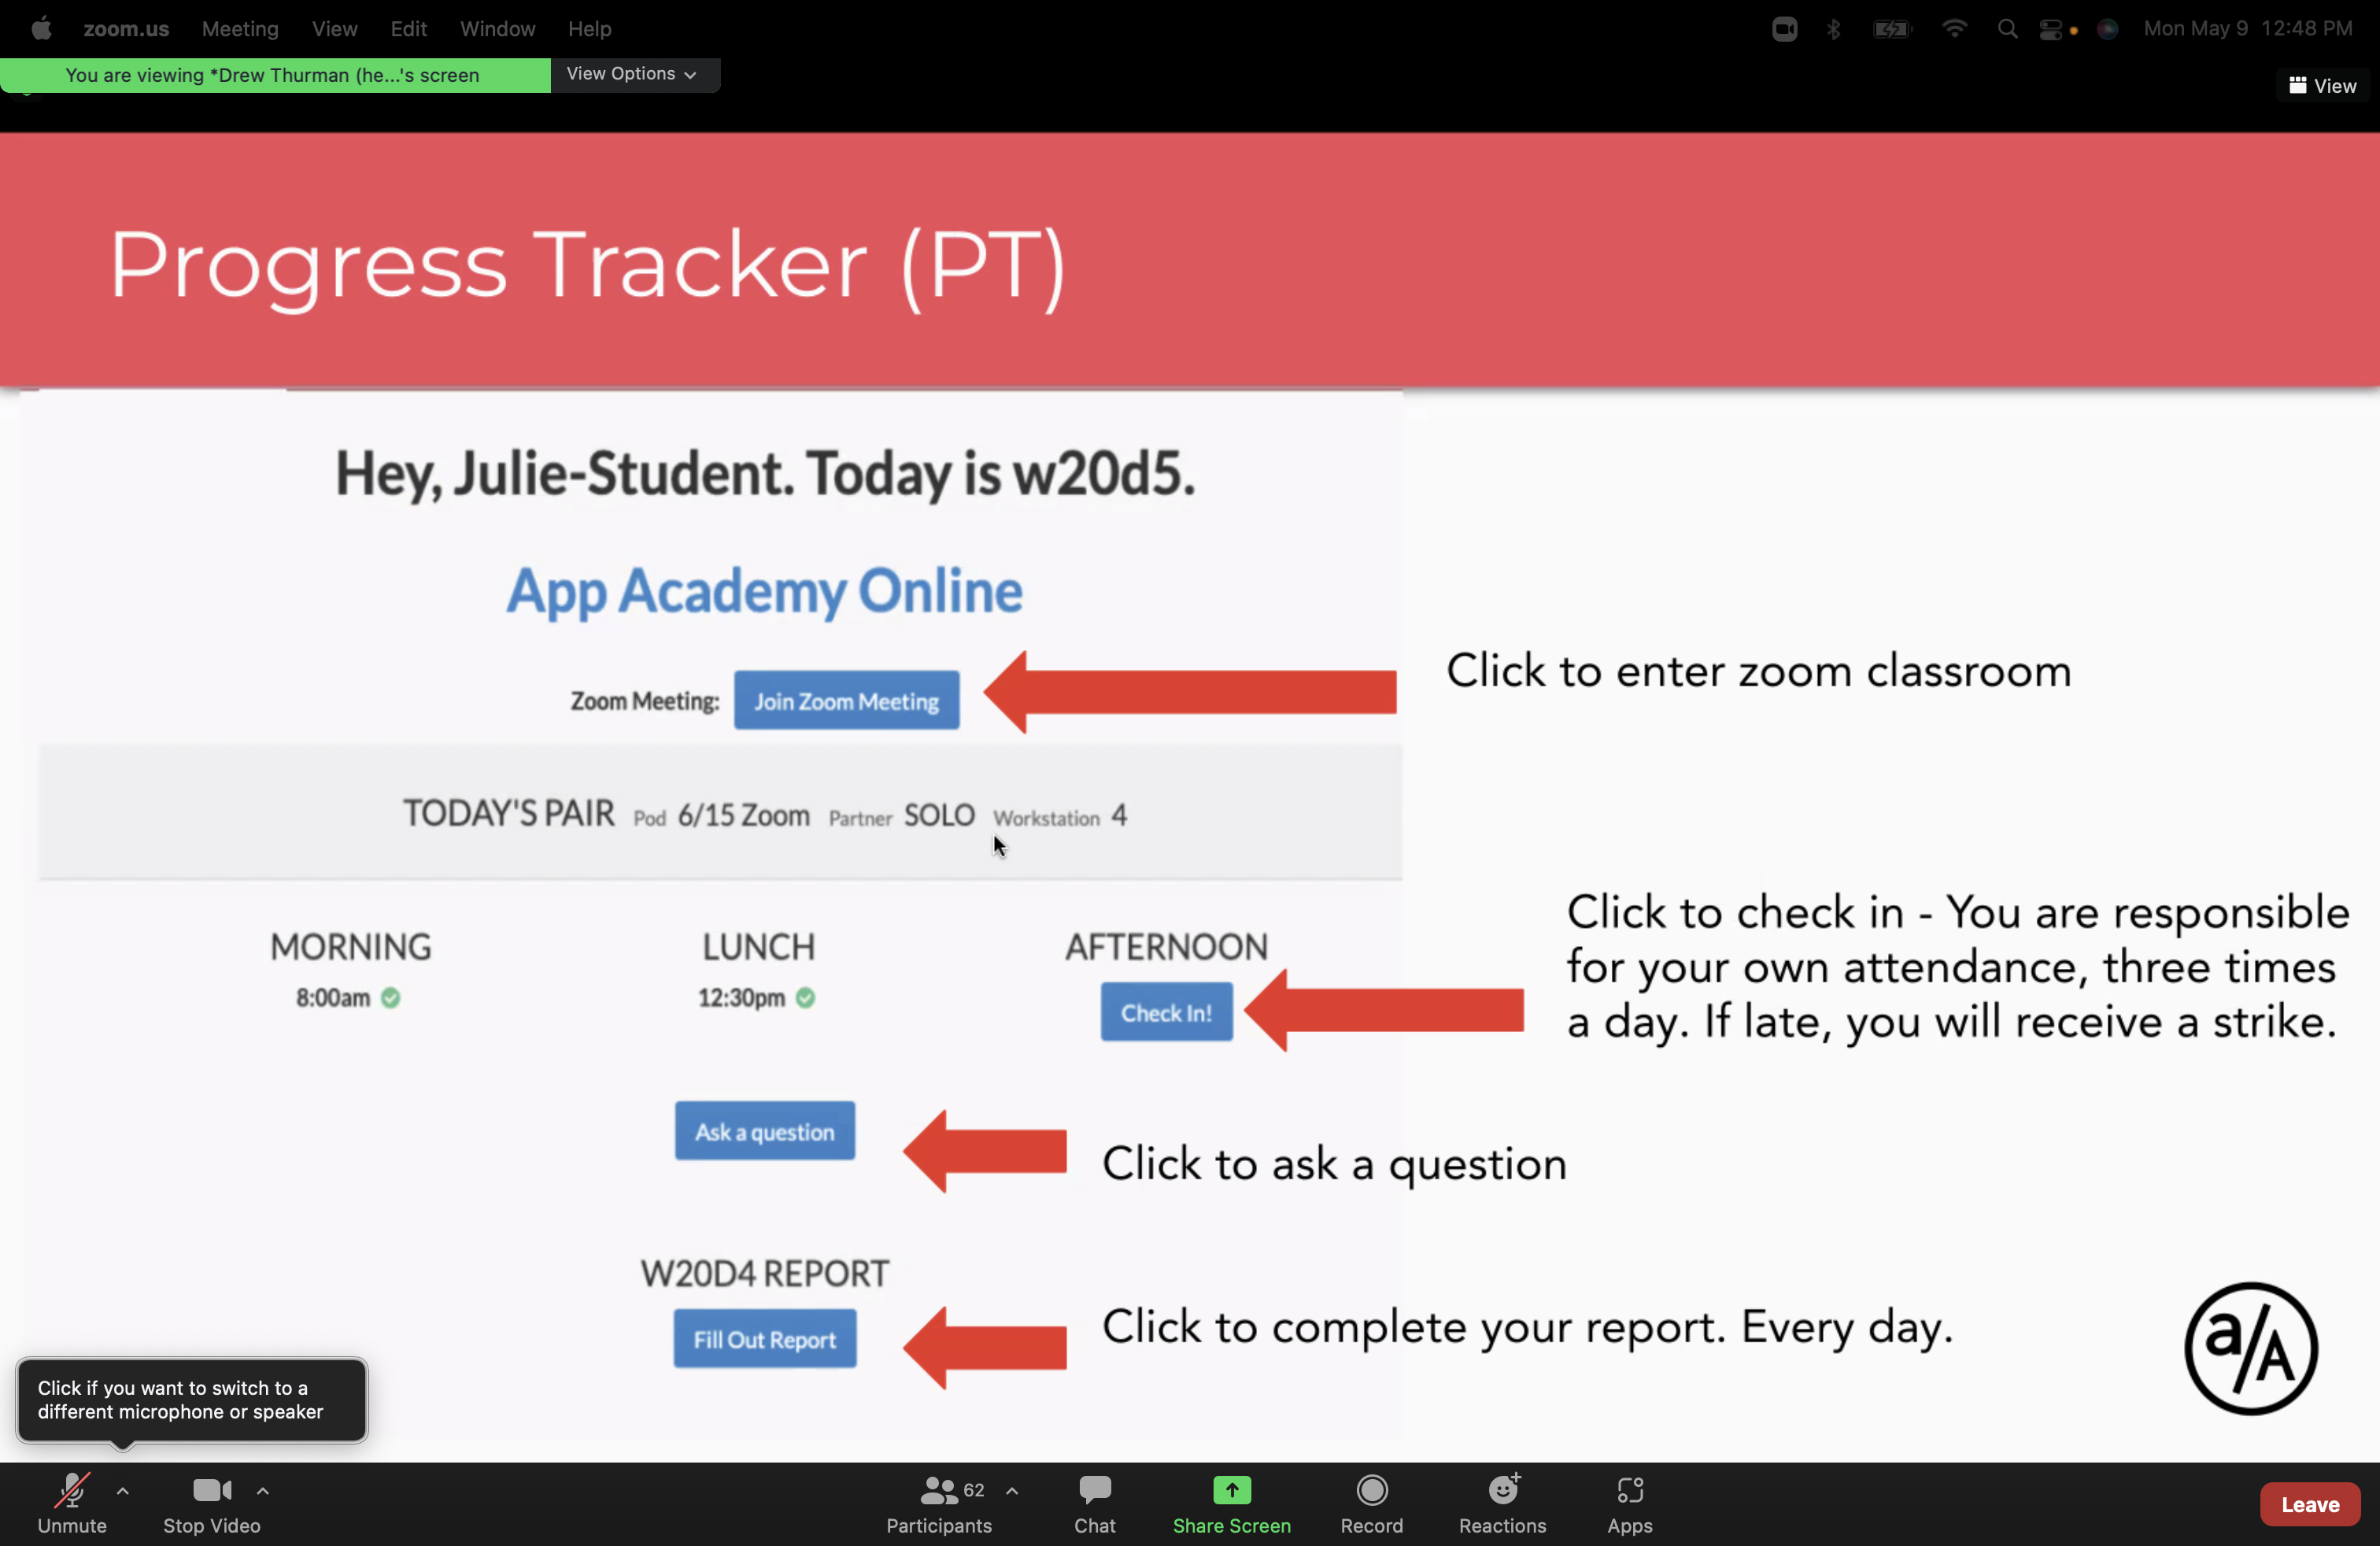 zoom.us Meeting View Edit Window Help Mon May 9 12:48 PM
You are viewing *Drew Thurman (he...'s screen View Options
View
Progress Tracker (PT)
Hey, Julie-Student. Today is w20d5.
App Academy Online
Zoom Meeting: Join Zoom Meeting
Click to enter zoom classroom
TODAY'S PAIR Pod 6/15 Zoom Partner SOLO Workstation 4
MORNING LUNCH AFTERNOON
8:00am 12:30pm Check In!
Click to check in - You are responsible
for your own attendance, three times
a day. If late, you will receive a strike.
Ask a question
Click to ask a question
W20D4 REPORT
Fill Out Report
Click to complete your report. Every day.
a/A
Click if you want to switch to a
different microphone or speaker
62
Unmute Stop Video Participants Chat Share Screen Record Reactions Apps Leave